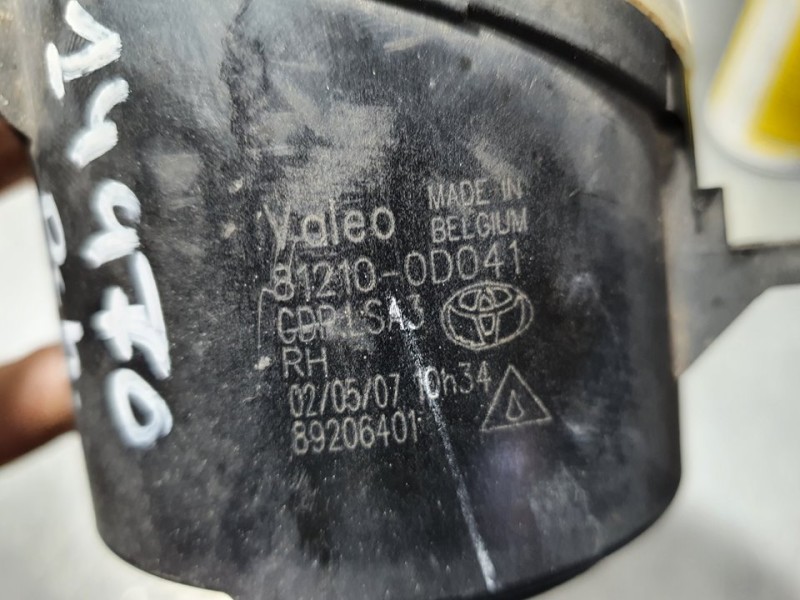 Valeo MADE IN
BELGIUM
81210-0D041
CDP:LSA3
RH
02/05/07 10h34
89206401